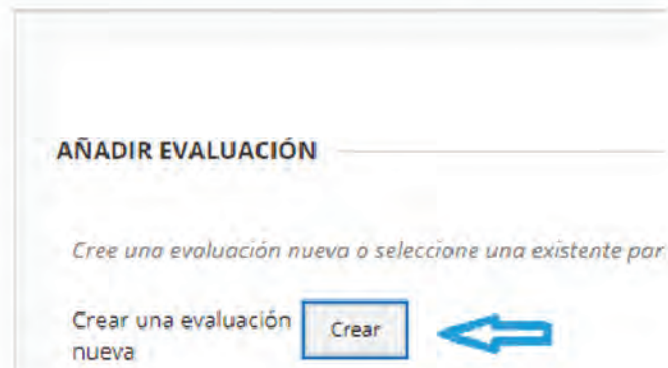 AÑADIR EVALUACIÓN
Cree una evaluación nueva o seleccione una existente par
Crear una evaluación
nueva
Crear